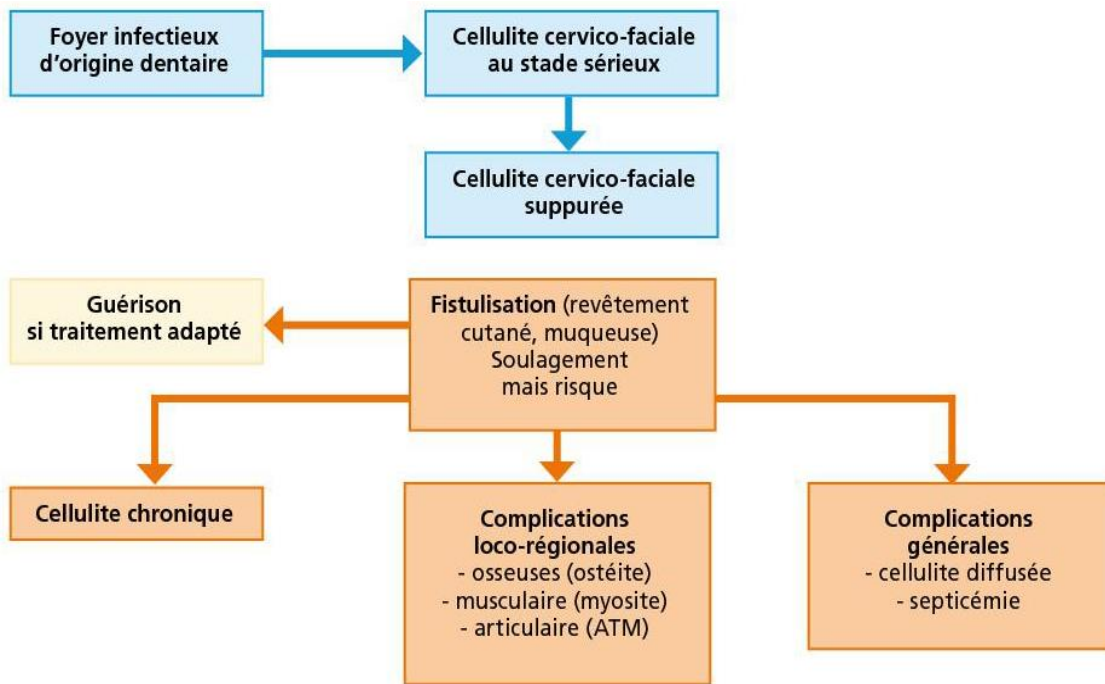 Foyer infectieux
d’origine dentaire
Cellulite cervico-faciale
au stade sérieux
Cellulite cervico-faciale
suppurée
Guérison
si traitement adapté
Fistulisation (revêtement
cutané, muqueuse)
Soulagement
mais risque
Cellulite chronique
Complications
loco-régionales
- osseuses (ostéite)
- musculaire (myosite)
- articulaire (ATM)
Complications
générales
- cellulite diffusée
- septicémie